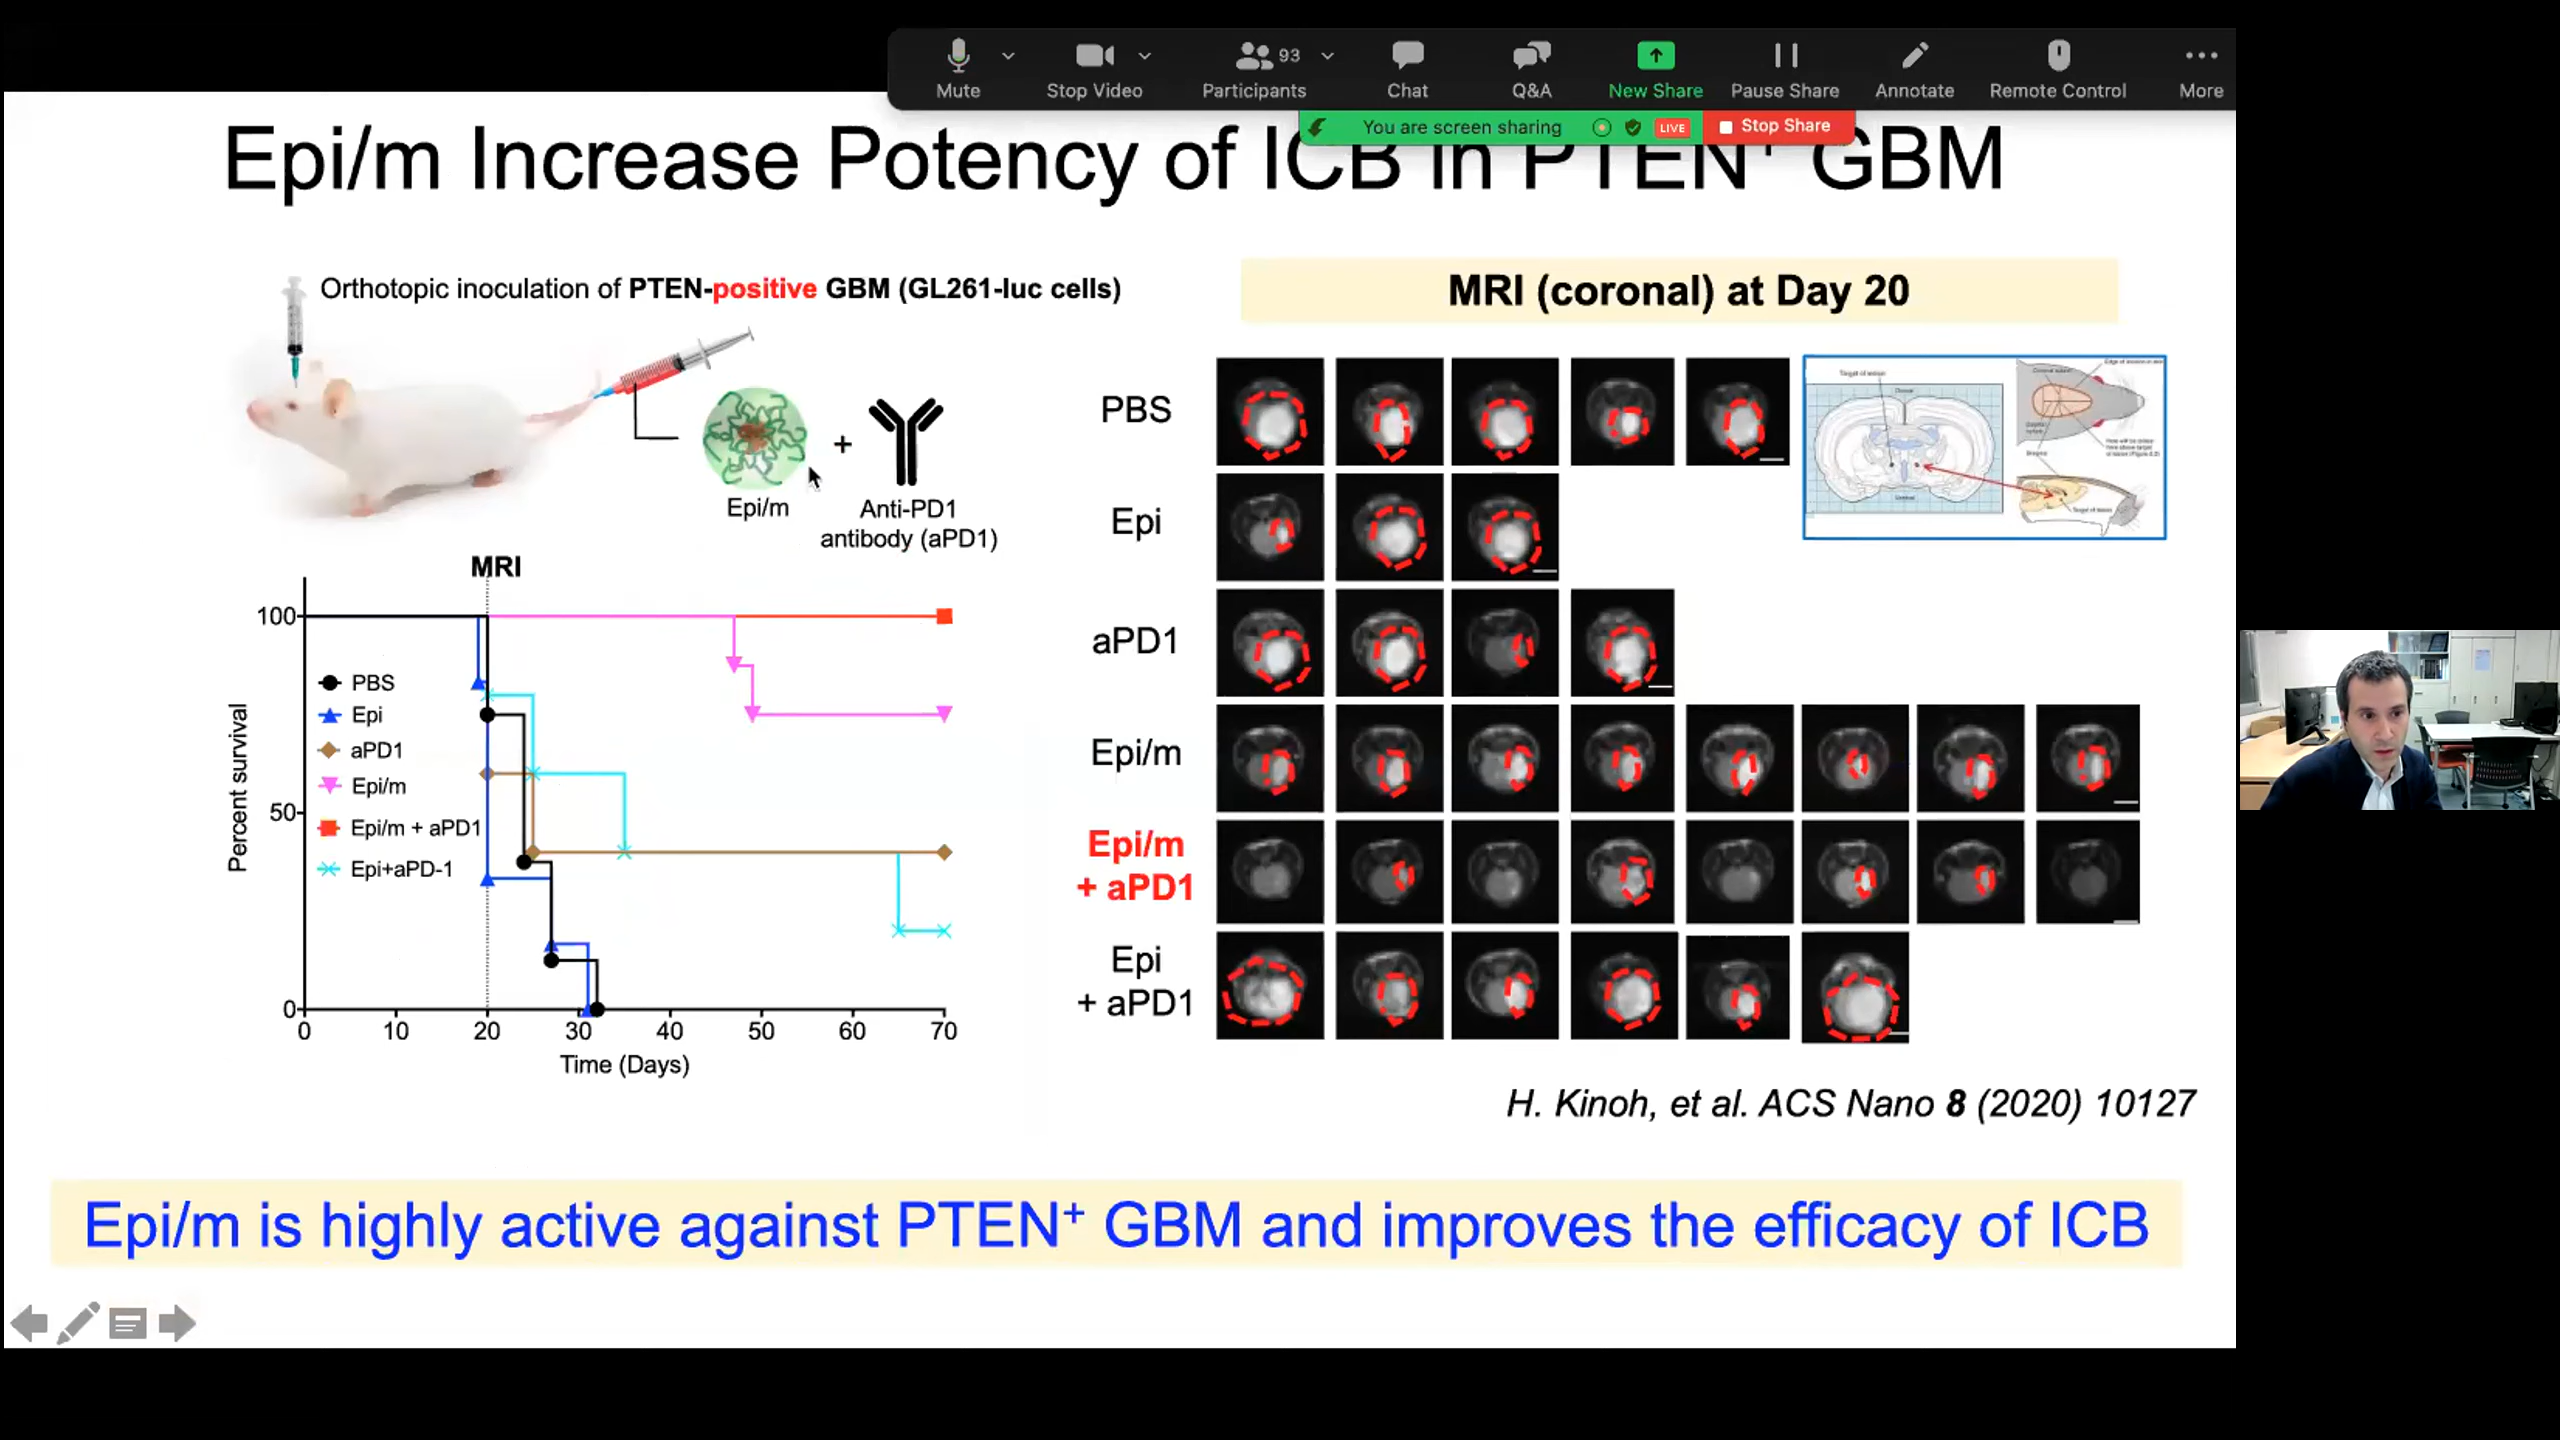 Mute
Stop Video
93
Participants
Chat
Q&A
New Share
Pause Share
Annotate
Remote Control
More
You are screen sharing
LIVE
Stop Share
Epi/m Increase Potency of ICB in PTEN+ GBM
Orthotopic inoculation of PTEN-positive GBM (GL261-luc cells)
+
Epi/m
Anti-PD1
antibody (aPD1)
MRI
100
50
0
Percent survival
PBS
Epi
aPD1
Epi/m
Epi/m + aPD1
Epi+aPD-1
0 10 20 30 40 50 60 70
Time (Days)
MRI (coronal) at Day 20
PBS
Target of lesion
Epi
aPD1
Epi/m
Epi/m
+ aPD1
Epi
+ aPD1
H. Kinoh, et al. ACS Nano 8 (2020) 10127
Epi/m is highly active against PTEN+ GBM and improves the efficacy of ICB